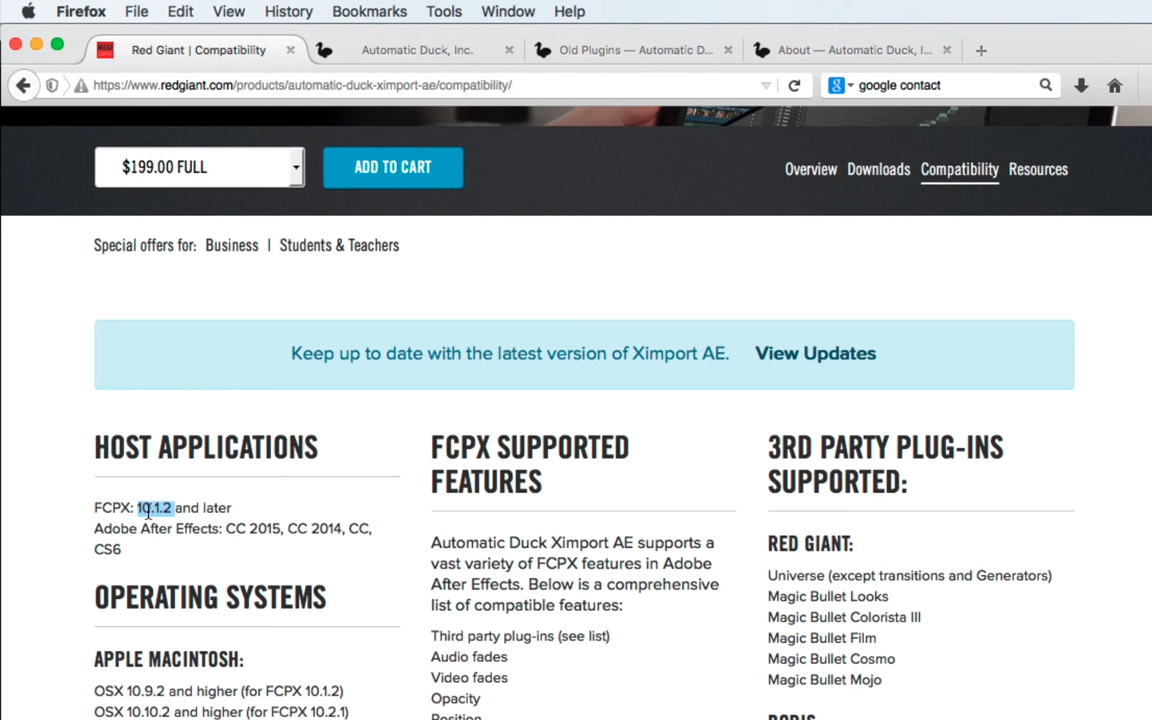 Firefox File Edit View History Bookmarks Tools Window Help
RED GIANT Red Giant | Compatibility Automatic Duck, Inc. Old Plugins — Automatic D... About — Automatic Duck, I...
https://www.redgiant.com/products/automatic-duck-ximport-ae/compatibility/ google contact
$199.00 FULL ADD TO CART Overview Downloads Compatibility Resources
Special offers for: Business | Students & Teachers
Keep up to date with the latest version of Ximport AE. View Updates
HOST APPLICATIONS
FCPX: 10.1.2 and later
Adobe After Effects: CC 2015, CC 2014, CC,
CS6
OPERATING SYSTEMS
APPLE MACINTOSH:
OSX 10.9.2 and higher (for FCPX 10.1.2)
OSX 10.10.2 and higher (for FCPX 10.2.1)
FCPX SUPPORTED
FEATURES
Automatic Duck Ximport AE supports a
vast variety of FCPX features in Adobe
After Effects. Below is a comprehensive
list of compatible features:
Third party plug-ins (see list)
Audio fades
Video fades
Opacity
Position
3RD PARTY PLUG-INS
SUPPORTED:
RED GIANT:
Universe (except transitions and Generators)
Magic Bullet Looks
Magic Bullet Colorista III
Magic Bullet Film
Magic Bullet Cosmo
Magic Bullet Mojo
BORIS